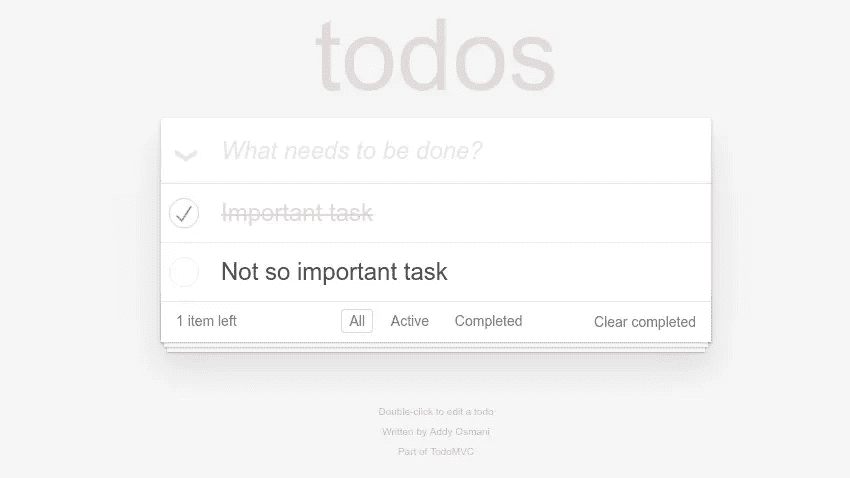 todos
What needs to be done?
Important task
Not so important task
1 item left All Active Completed Clear completed
Double-click to edit a todo
Written by Addy Osmani
Part of TodoMVC